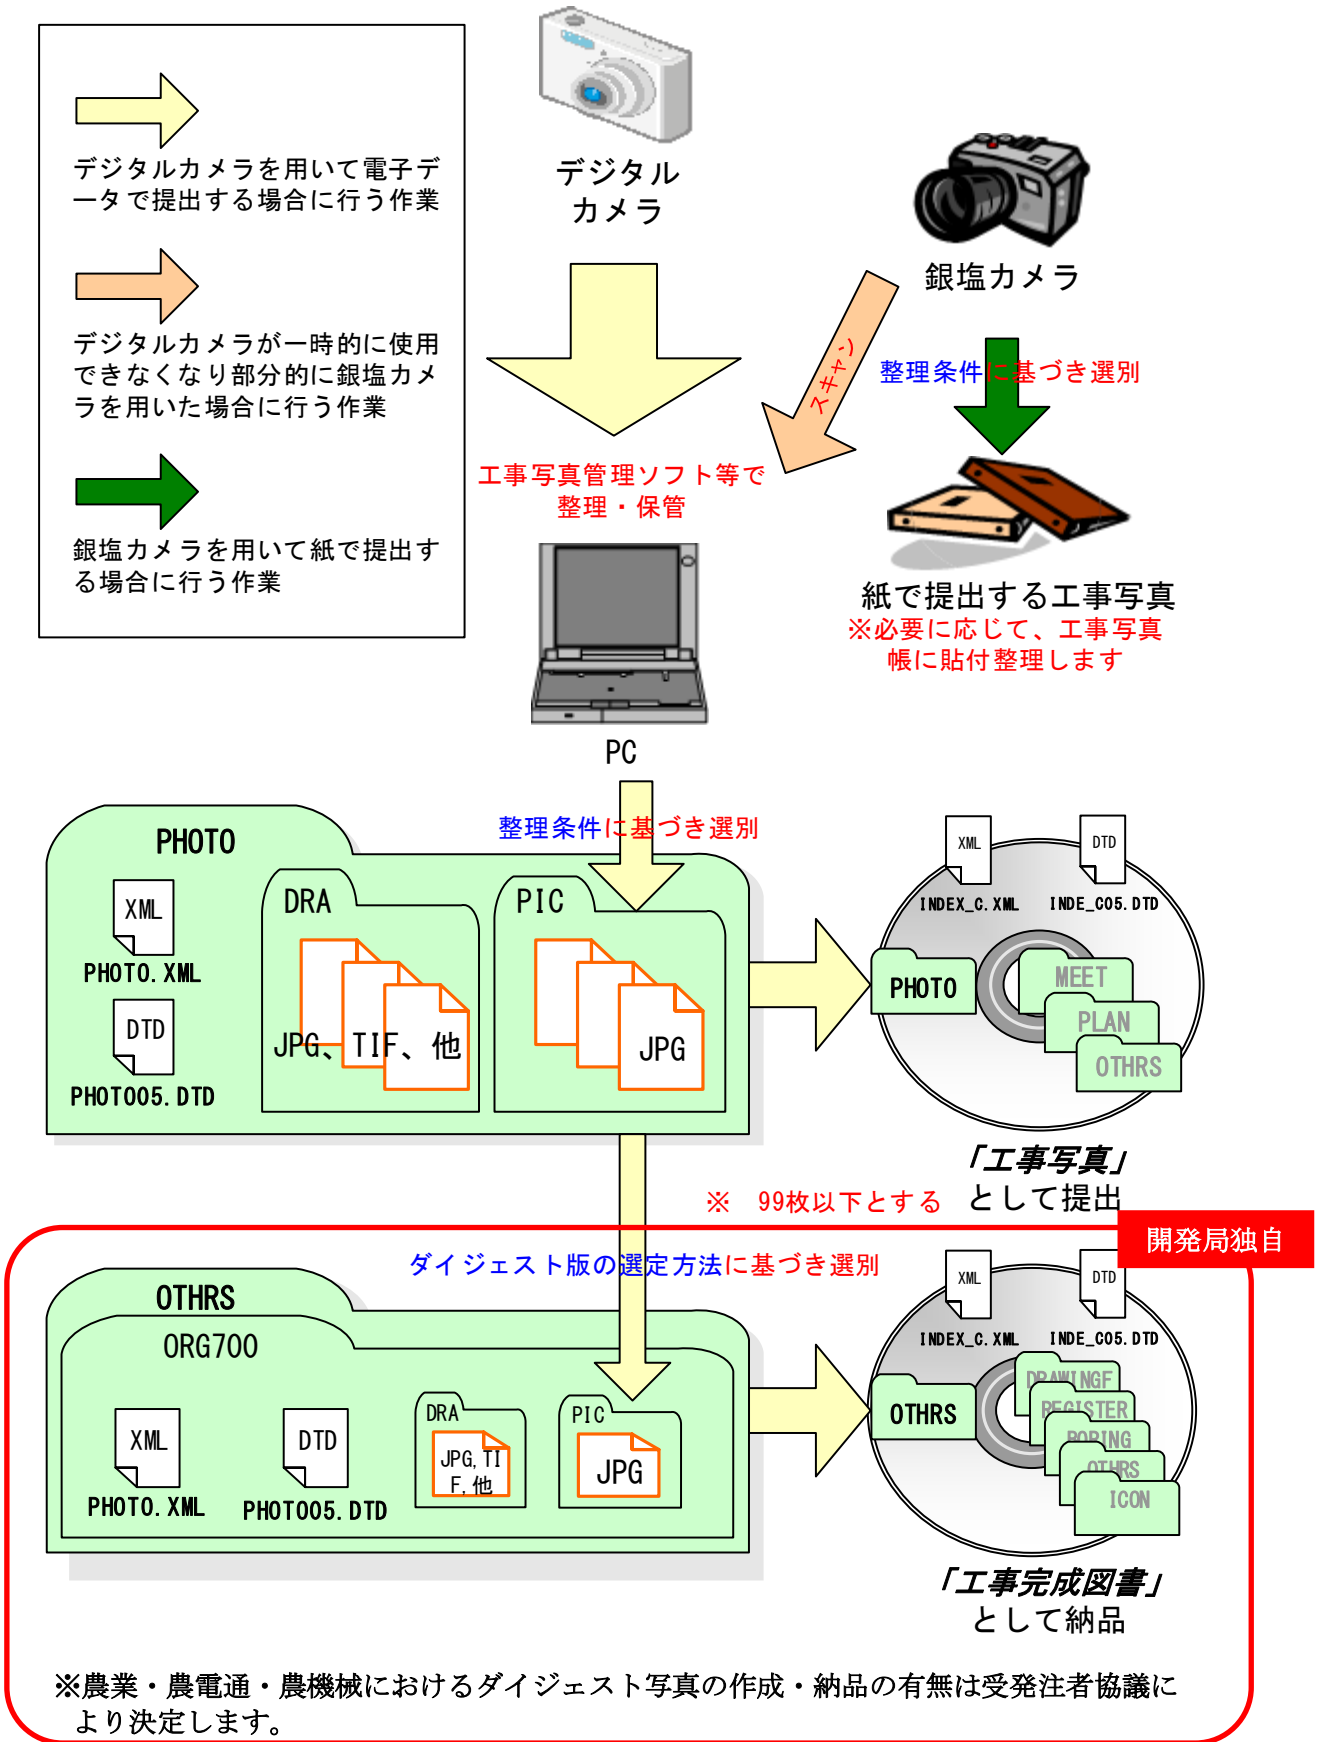 デジタルカメラを用いて電子デ
ータで提出する場合に行う作業
デジタルカメラが一時的に使用
できなくなり部分的に銀塩カメ
ラを用いた場合に行う作業
銀塩カメラを用いて紙で提出す
る場合に行う作業
デジタル
カメラ
銀塩カメラ
スキャン
整理条件に基づき選別
工事写真管理ソフト等で
整理・保管
紙で提出する工事写真
※必要に応じて、工事写真
帳に貼付整理します
PC
整理条件に基づき選別
PHOTO
XML
PHOTO.XML
DTD
PHOTO05.DTD
DRA
JPG、TIF、他
PIC
JPG
XML
INDEX_C.XML
DTD
INDE_C05.DTD
PHOTO
MEET
PLAN
OTHRS
「工事写真」
として提出
※ 99枚以下とする
開発局独自
ダイジェスト版の選定方法に基づき選別
OTHRS
ORG700
XML
PHOTO.XML
DTD
PHOTO05.DTD
DRA
JPG,TI
F,他
PIC
JPG
XML
INDEX_C.XML
DTD
INDE_C05.DTD
OTHRS
DRAWINGF
REGISTER
BORING
OTHRS
ICON
「工事完成図書」
として納品
※農業・農電通・農機械におけるダイジェスト写真の作成・納品の有無は受発注者協議に
より決定します。